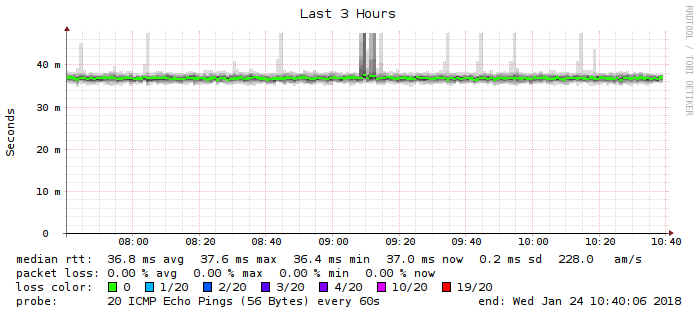 Last 3 Hours
RRDTOOL / TOBI OETIKER
Seconds
40 m
30 m
20 m
10 m
0
08:00 08:20 08:40 09:00 09:20 09:40 10:00 10:20 10:40
median rtt: 36.8 ms avg 37.6 ms max 36.4 ms min 37.0 ms now 0.2 ms sd 228.0 am/s
packet loss: 0.00 % avg 0.00 % max 0.00 % min 0.00 % now
loss color: 0 1/20 2/20 3/20 4/20 10/20 19/20
probe: 20 ICMP Echo Pings (56 Bytes) every 60s end: Wed Jan 24 10:40:06 2018